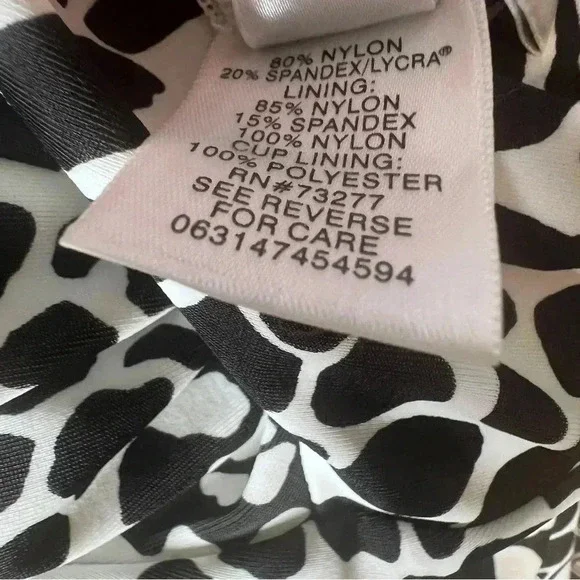 80% NYLON
20% SPANDEX/LYCRA®
LINING:
85% NYLON
15% SPANDEX
100% NYLON
CUP LINING:
100% POLYESTER
RN#73277
SEE REVERSE
FOR CARE
063147454594